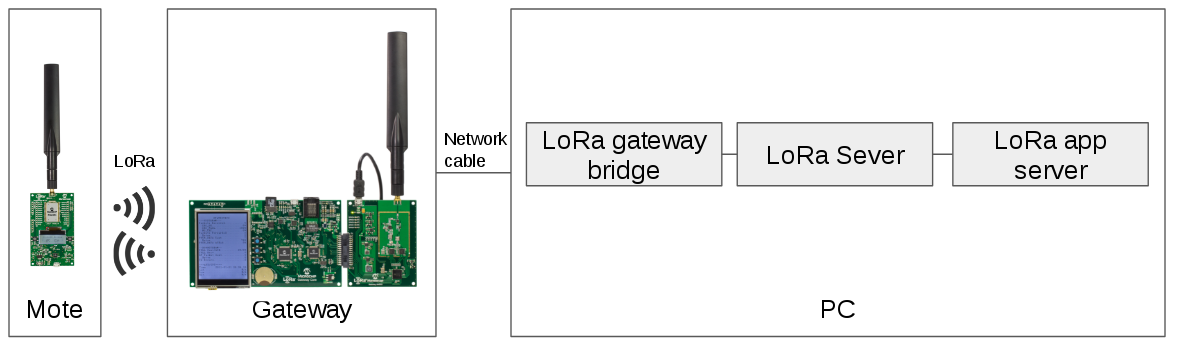 LoRa
Network
cable
LoRa gateway
bridge
LoRa Sever
LoRa app
server
Mote
Gateway
PC